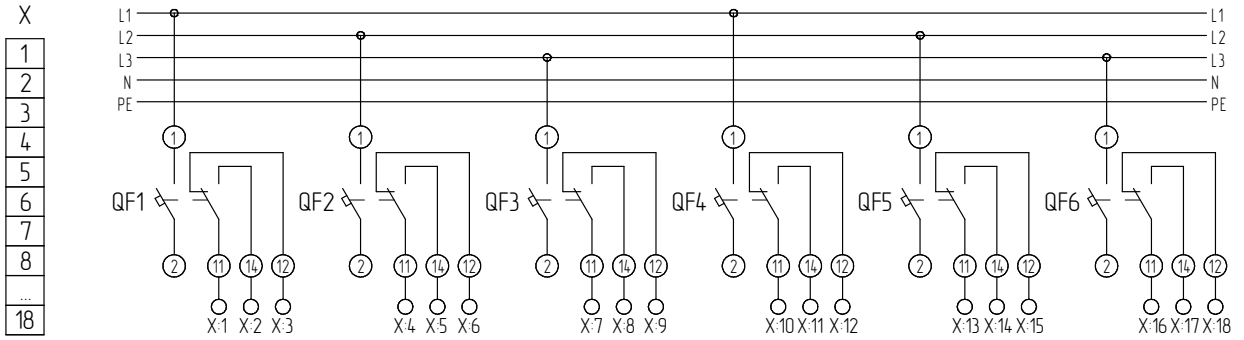 X
1
2
3
4
5
6
7
8
...
18
L1 L1
L2 L2
L3 L3
N N
PE PE
1 1 1 1 1 1
QF1 QF2 QF3 QF4 QF5 QF6
2 11 14 12 2 11 14 12 2 11 14 12 2 11 14 12 2 11 14 12 2 11 14 12
X:1 X:2 X:3 X:4 X:5 X:6 X:7 X:8 X:9 X:10 X:11 X:12 X:13 X:14 X:15 X:16 X:17 X:18